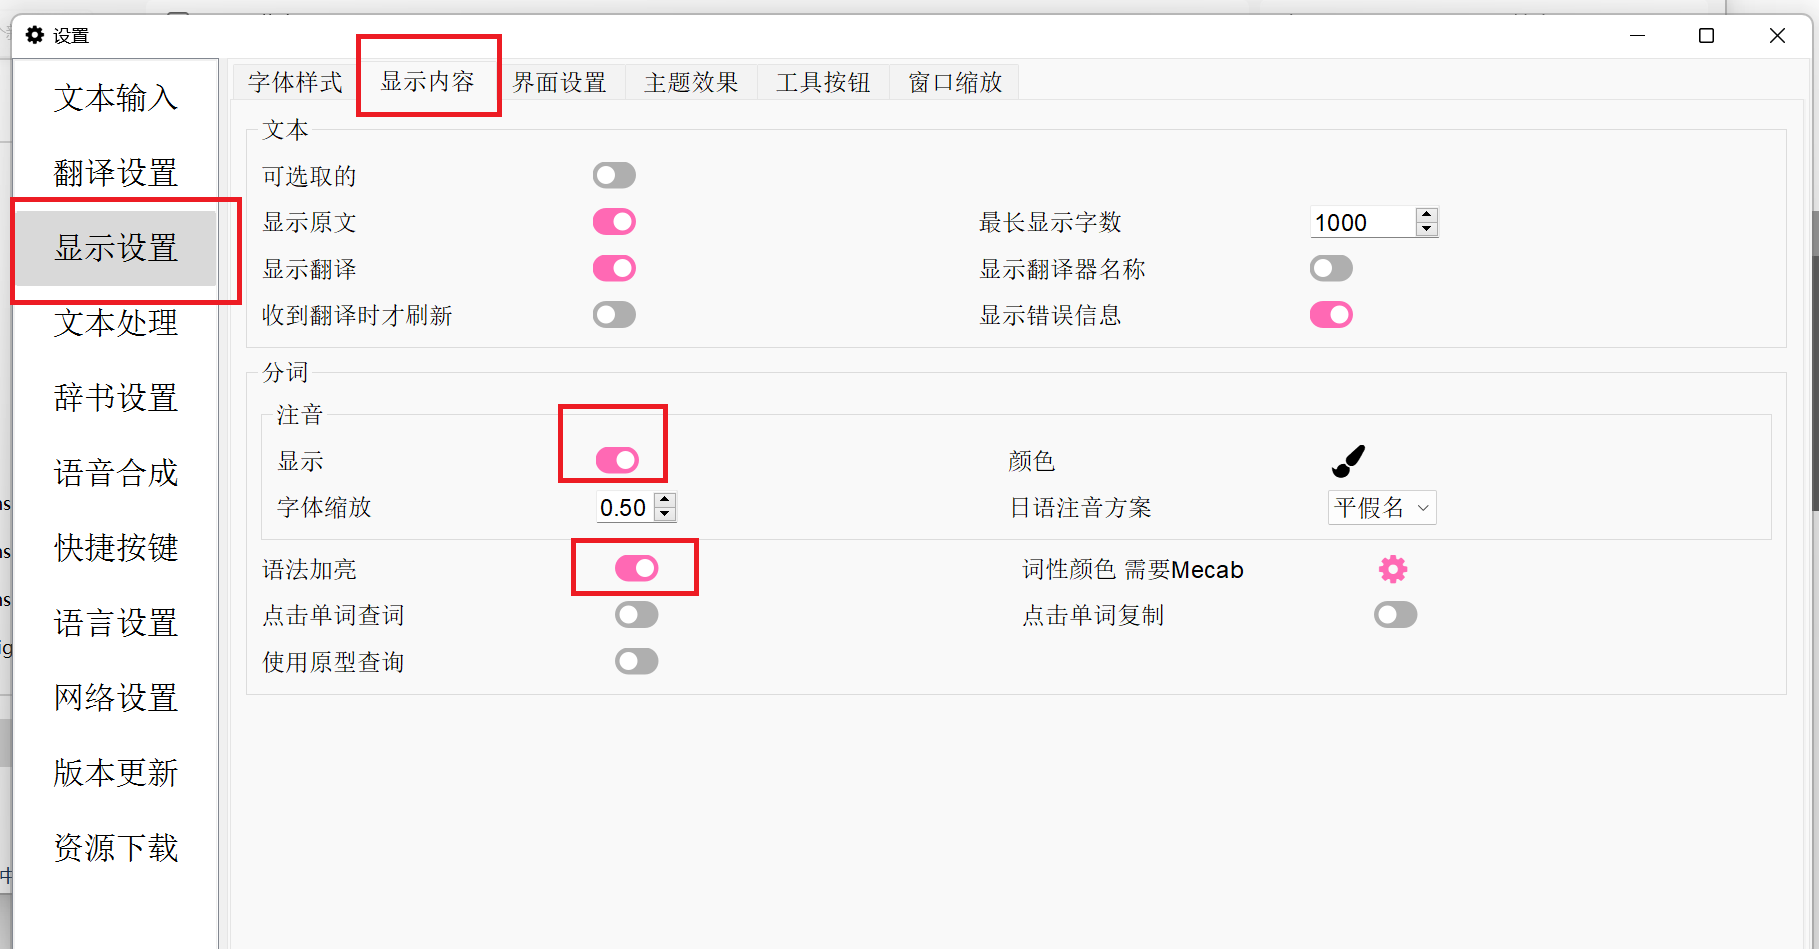 设置
文本输入
翻译设置
显示设置
文本处理
辞书设置
语音合成
快捷按键
语言设置
网络设置
版本更新
资源下载
字体样式 显示内容 界面设置 主题效果 工具按钮 窗口缩放
文本
可选取的
显示原文 最长显示字数 1000
显示翻译 显示翻译器名称
收到翻译时才刷新 显示错误信息
分词
注音
显示 颜色
字体缩放 0.50 日语注音方案 平假名
语法加亮 词性颜色 需要Mecab
点击单词查词 点击单词复制
使用原型查询